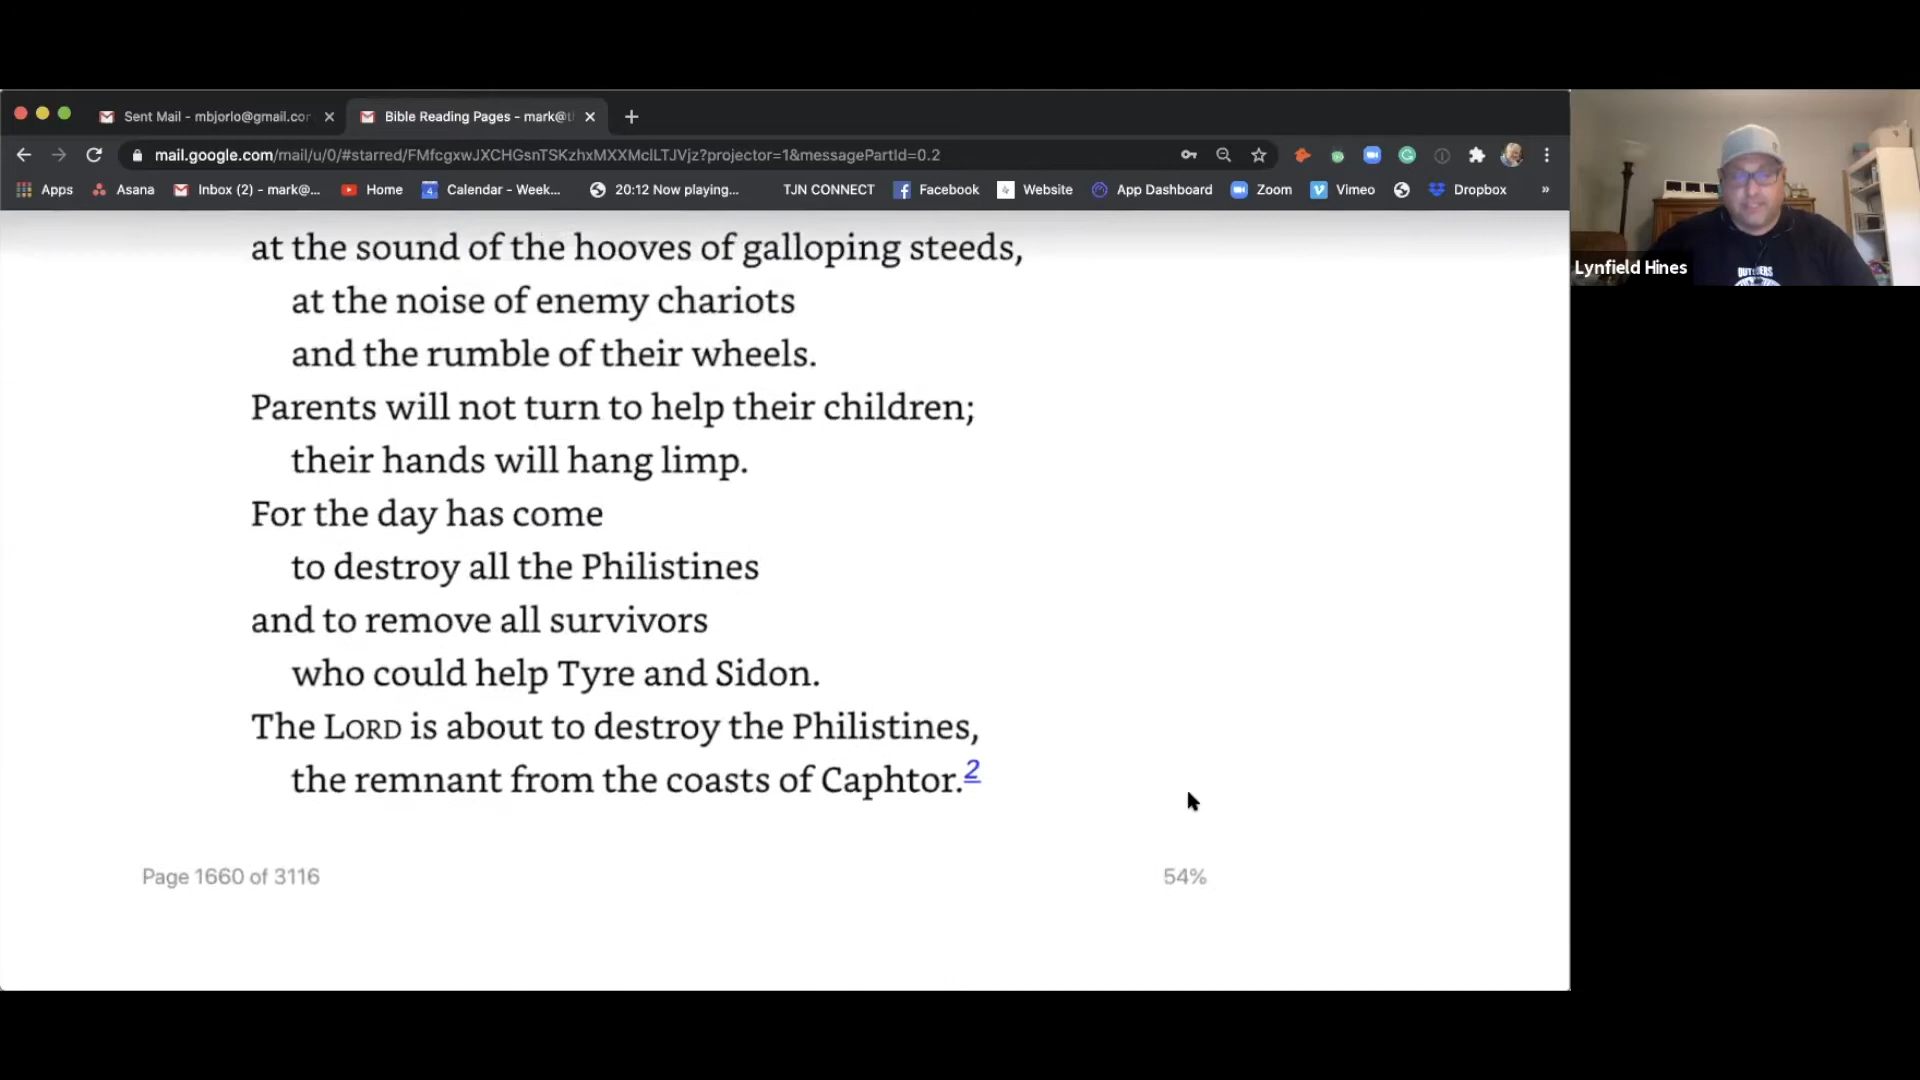 Sent Mail - mbjorlo@gmail.cor
Bible Reading Pages - mark@tl
mail.google.com/mail/u/0/#starred/FMfcgxwJXCHGsnTSKzhxMXXMclLTJVjz?projector=1&messagePartId=0.2
Apps Asana Inbox (2) - mark@... Home Calendar - Week... 20:12 Now playing... TJN CONNECT Facebook Website App Dashboard Zoom Vimeo Dropbox »
at the sound of the hooves of galloping steeds,
at the noise of enemy chariots
and the rumble of their wheels.
Parents will not turn to help their children;
their hands will hang limp.
For the day has come
to destroy all the Philistines
and to remove all survivors
who could help Tyre and Sidon.
The LORD is about to destroy the Philistines,
the remnant from the coasts of Caphtor.2
Page 1660 of 3116
54%
Lynfield Hines